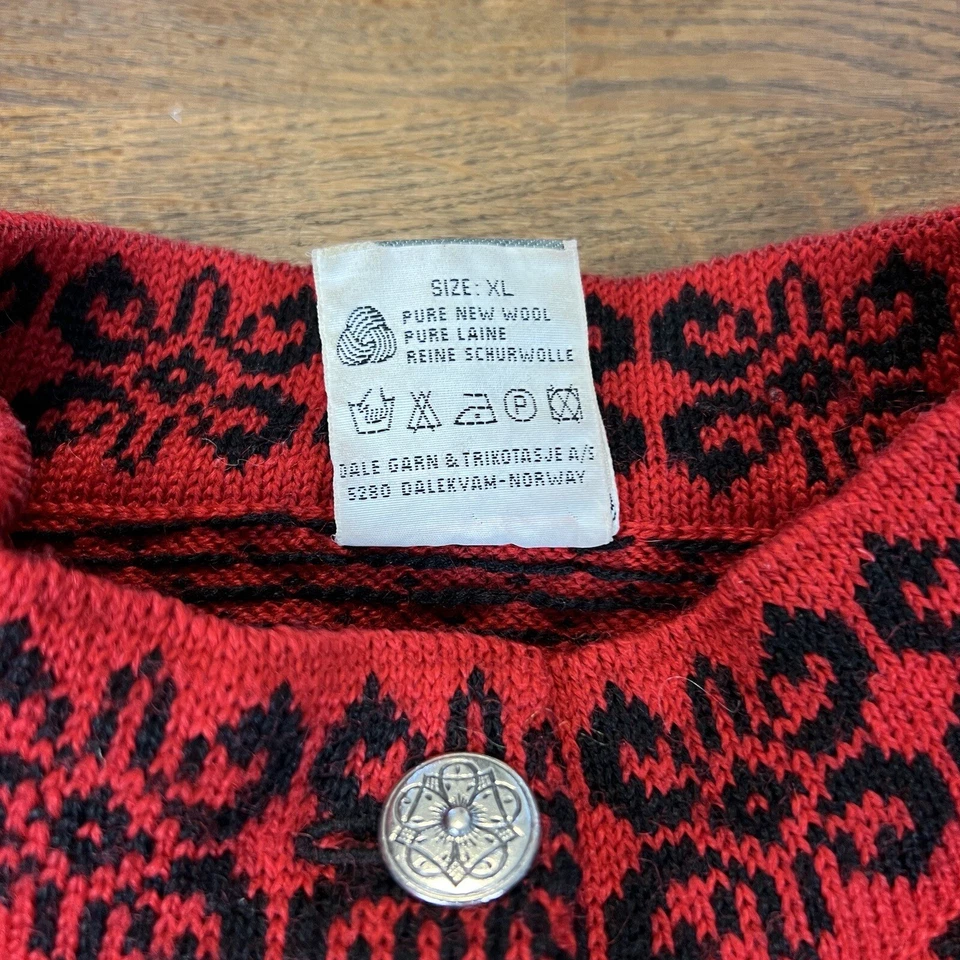 SIZE: XL
PURE NEW WOOL
PURE LAINE
REINE SCHURWOLLE
P
DALE GARN & TRIKOTASJE A/S
5280 DALEKVAM-NORWAY